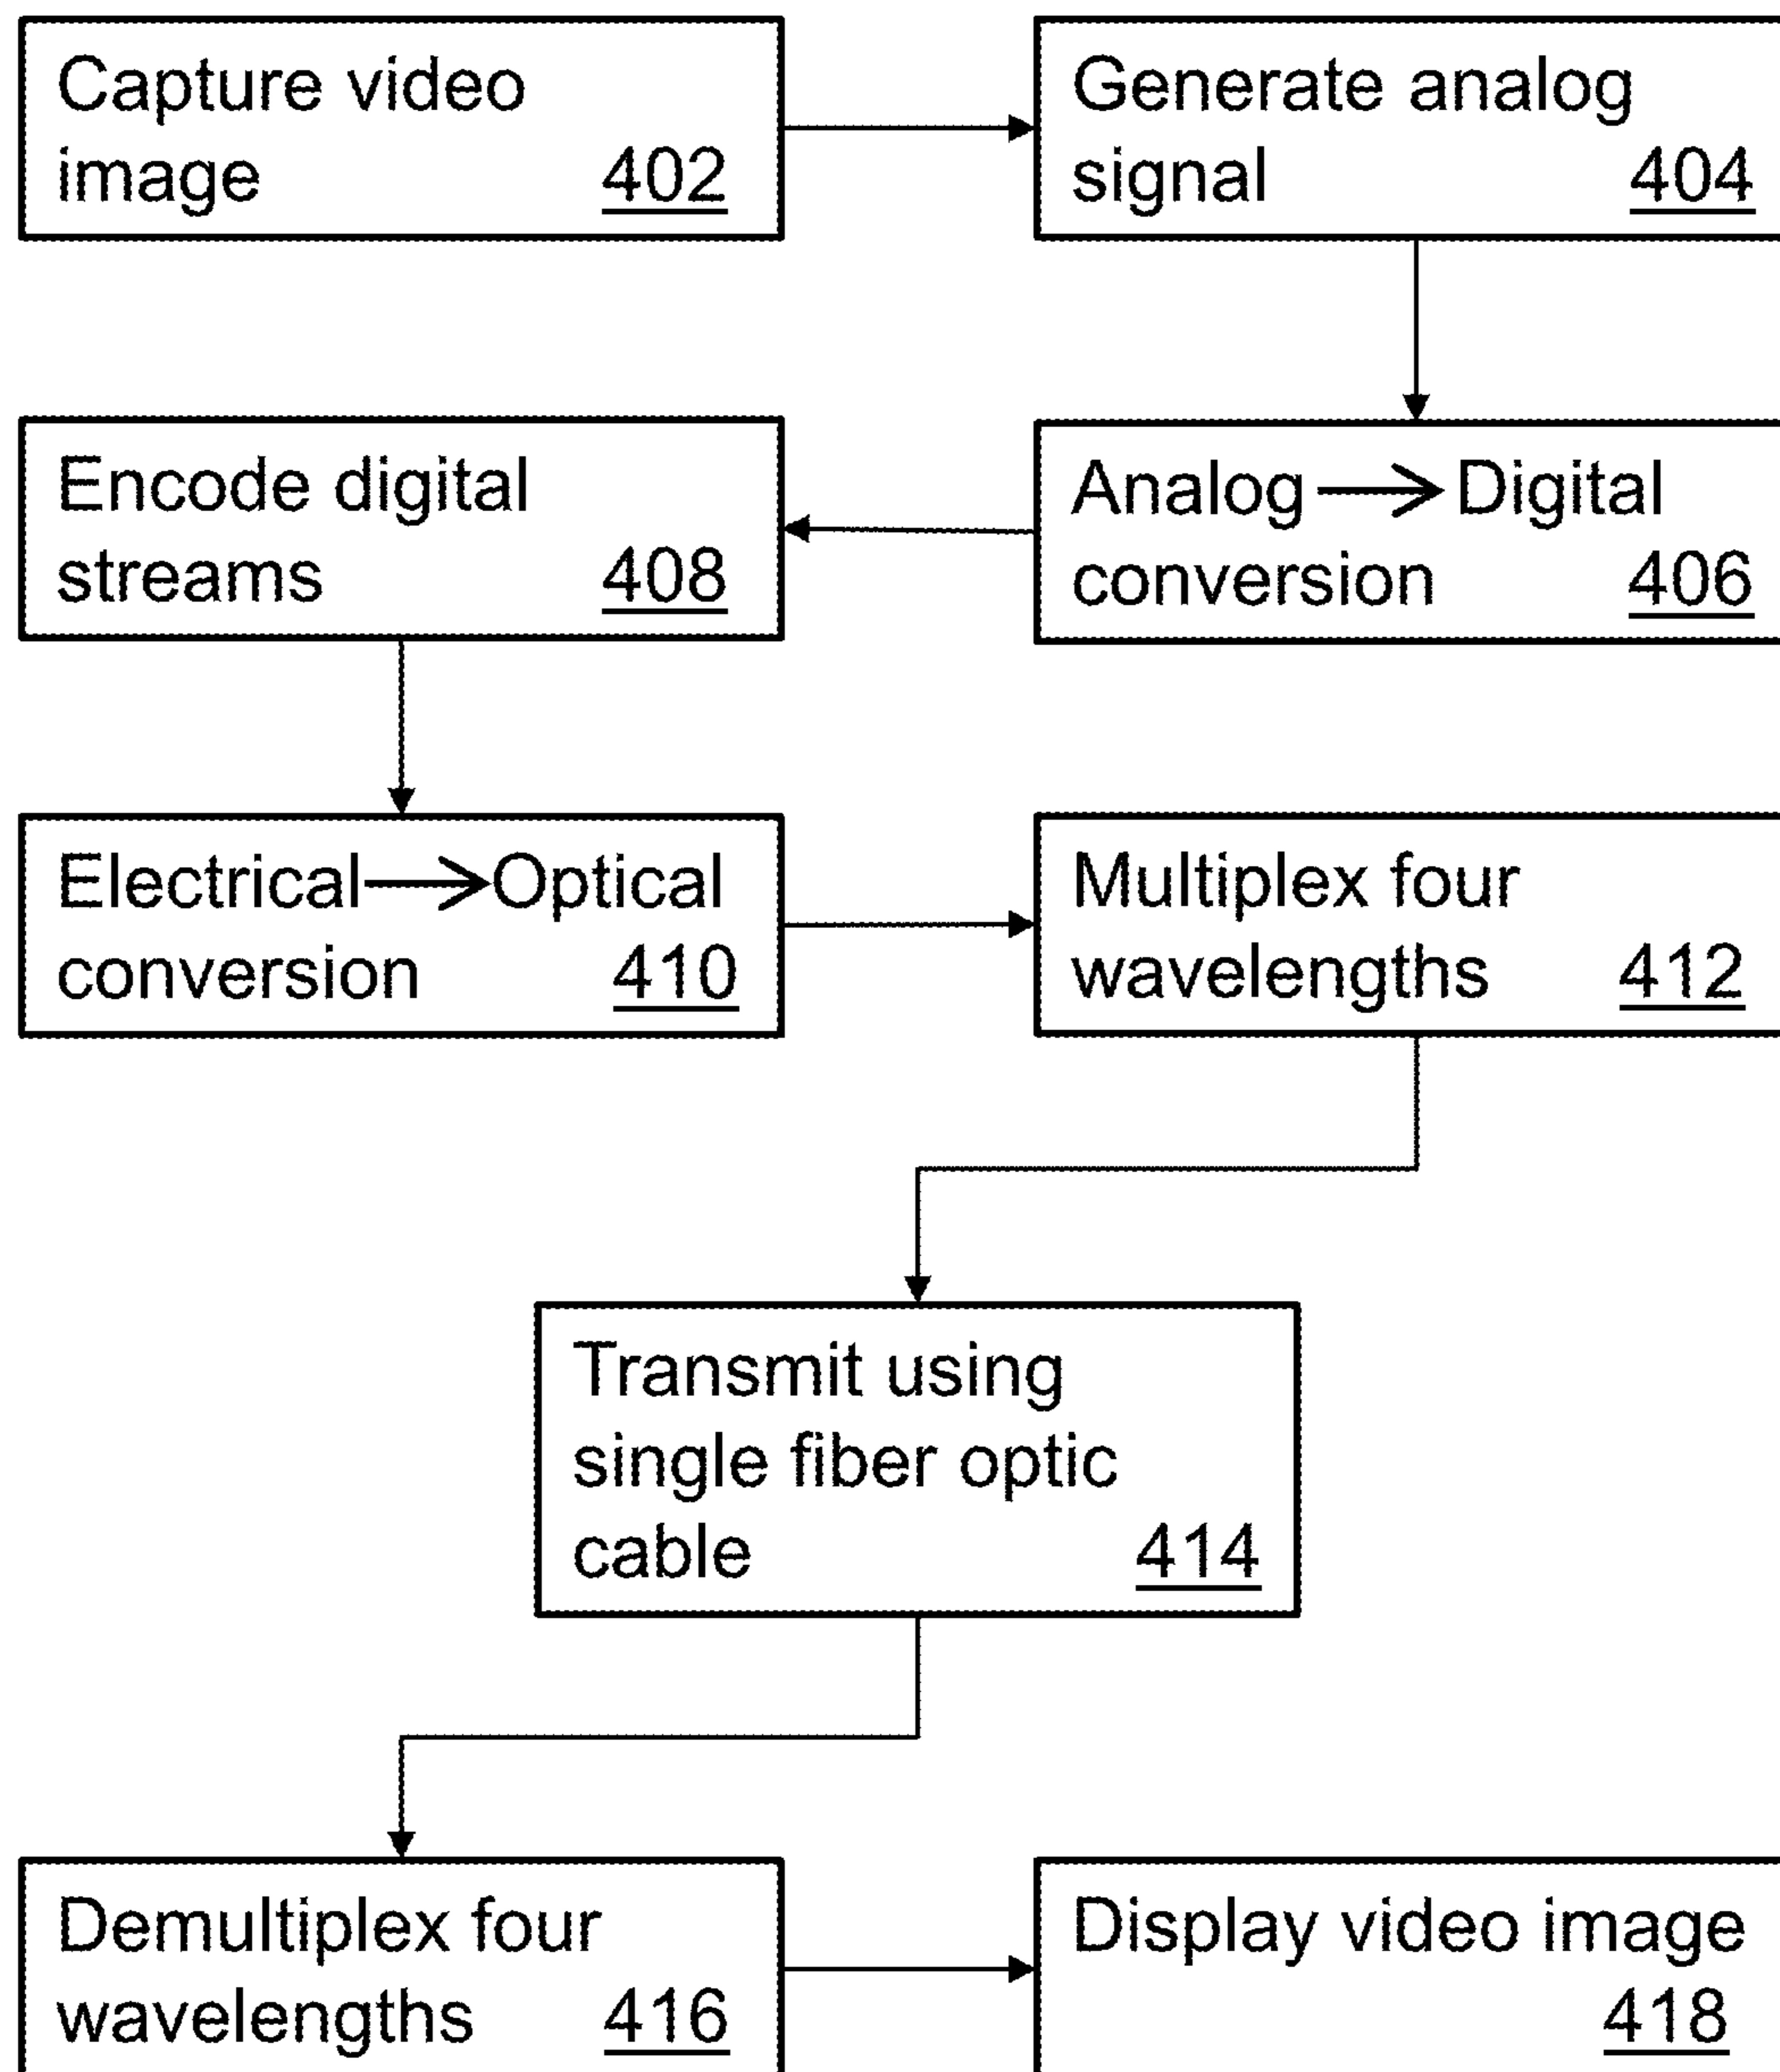 Capture video
image 402
Generate analog
signal 404
Analog → Digital
conversion 406
Encode digital
streams 408
Electrical → Optical
conversion 410
Multiplex four
wavelengths 412
Transmit using
single fiber optic
cable 414
Demultiplex four
wavelengths 416
Display video image
418